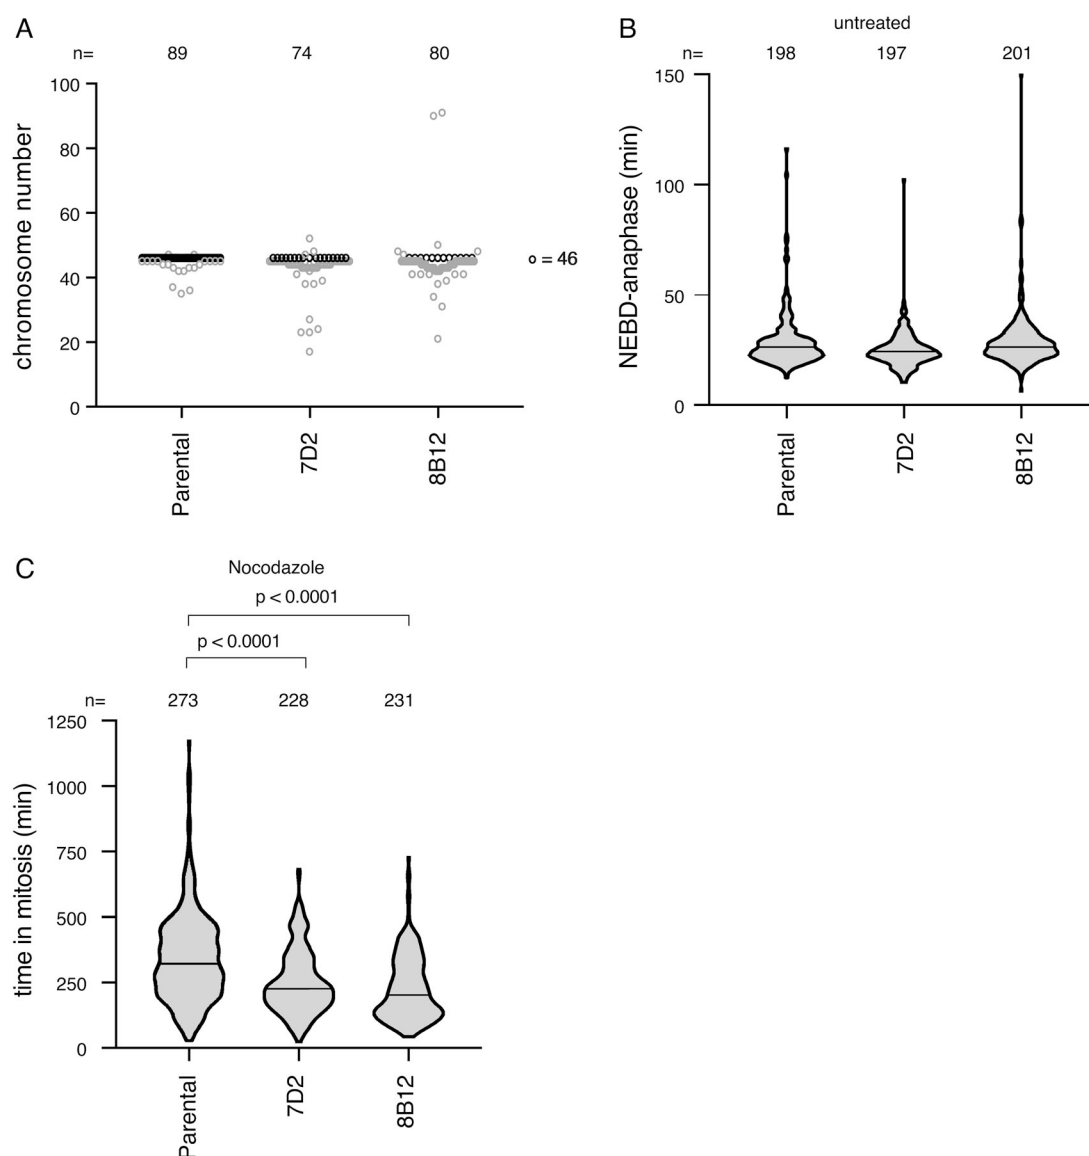 A
n= 89 74 80
100
80
60
40
20
0
chromosome number
o = 46
Parental
7D2
8B12
B
untreated
n= 198 197 201
150
100
50
0
NEBD-anaphase (min)
Parental
7D2
8B12
C
Nocodazole
p < 0.0001
p < 0.0001
n= 273 228 231
1250
1000
750
500
250
0
time in mitosis (min)
Parental
7D2
8B12